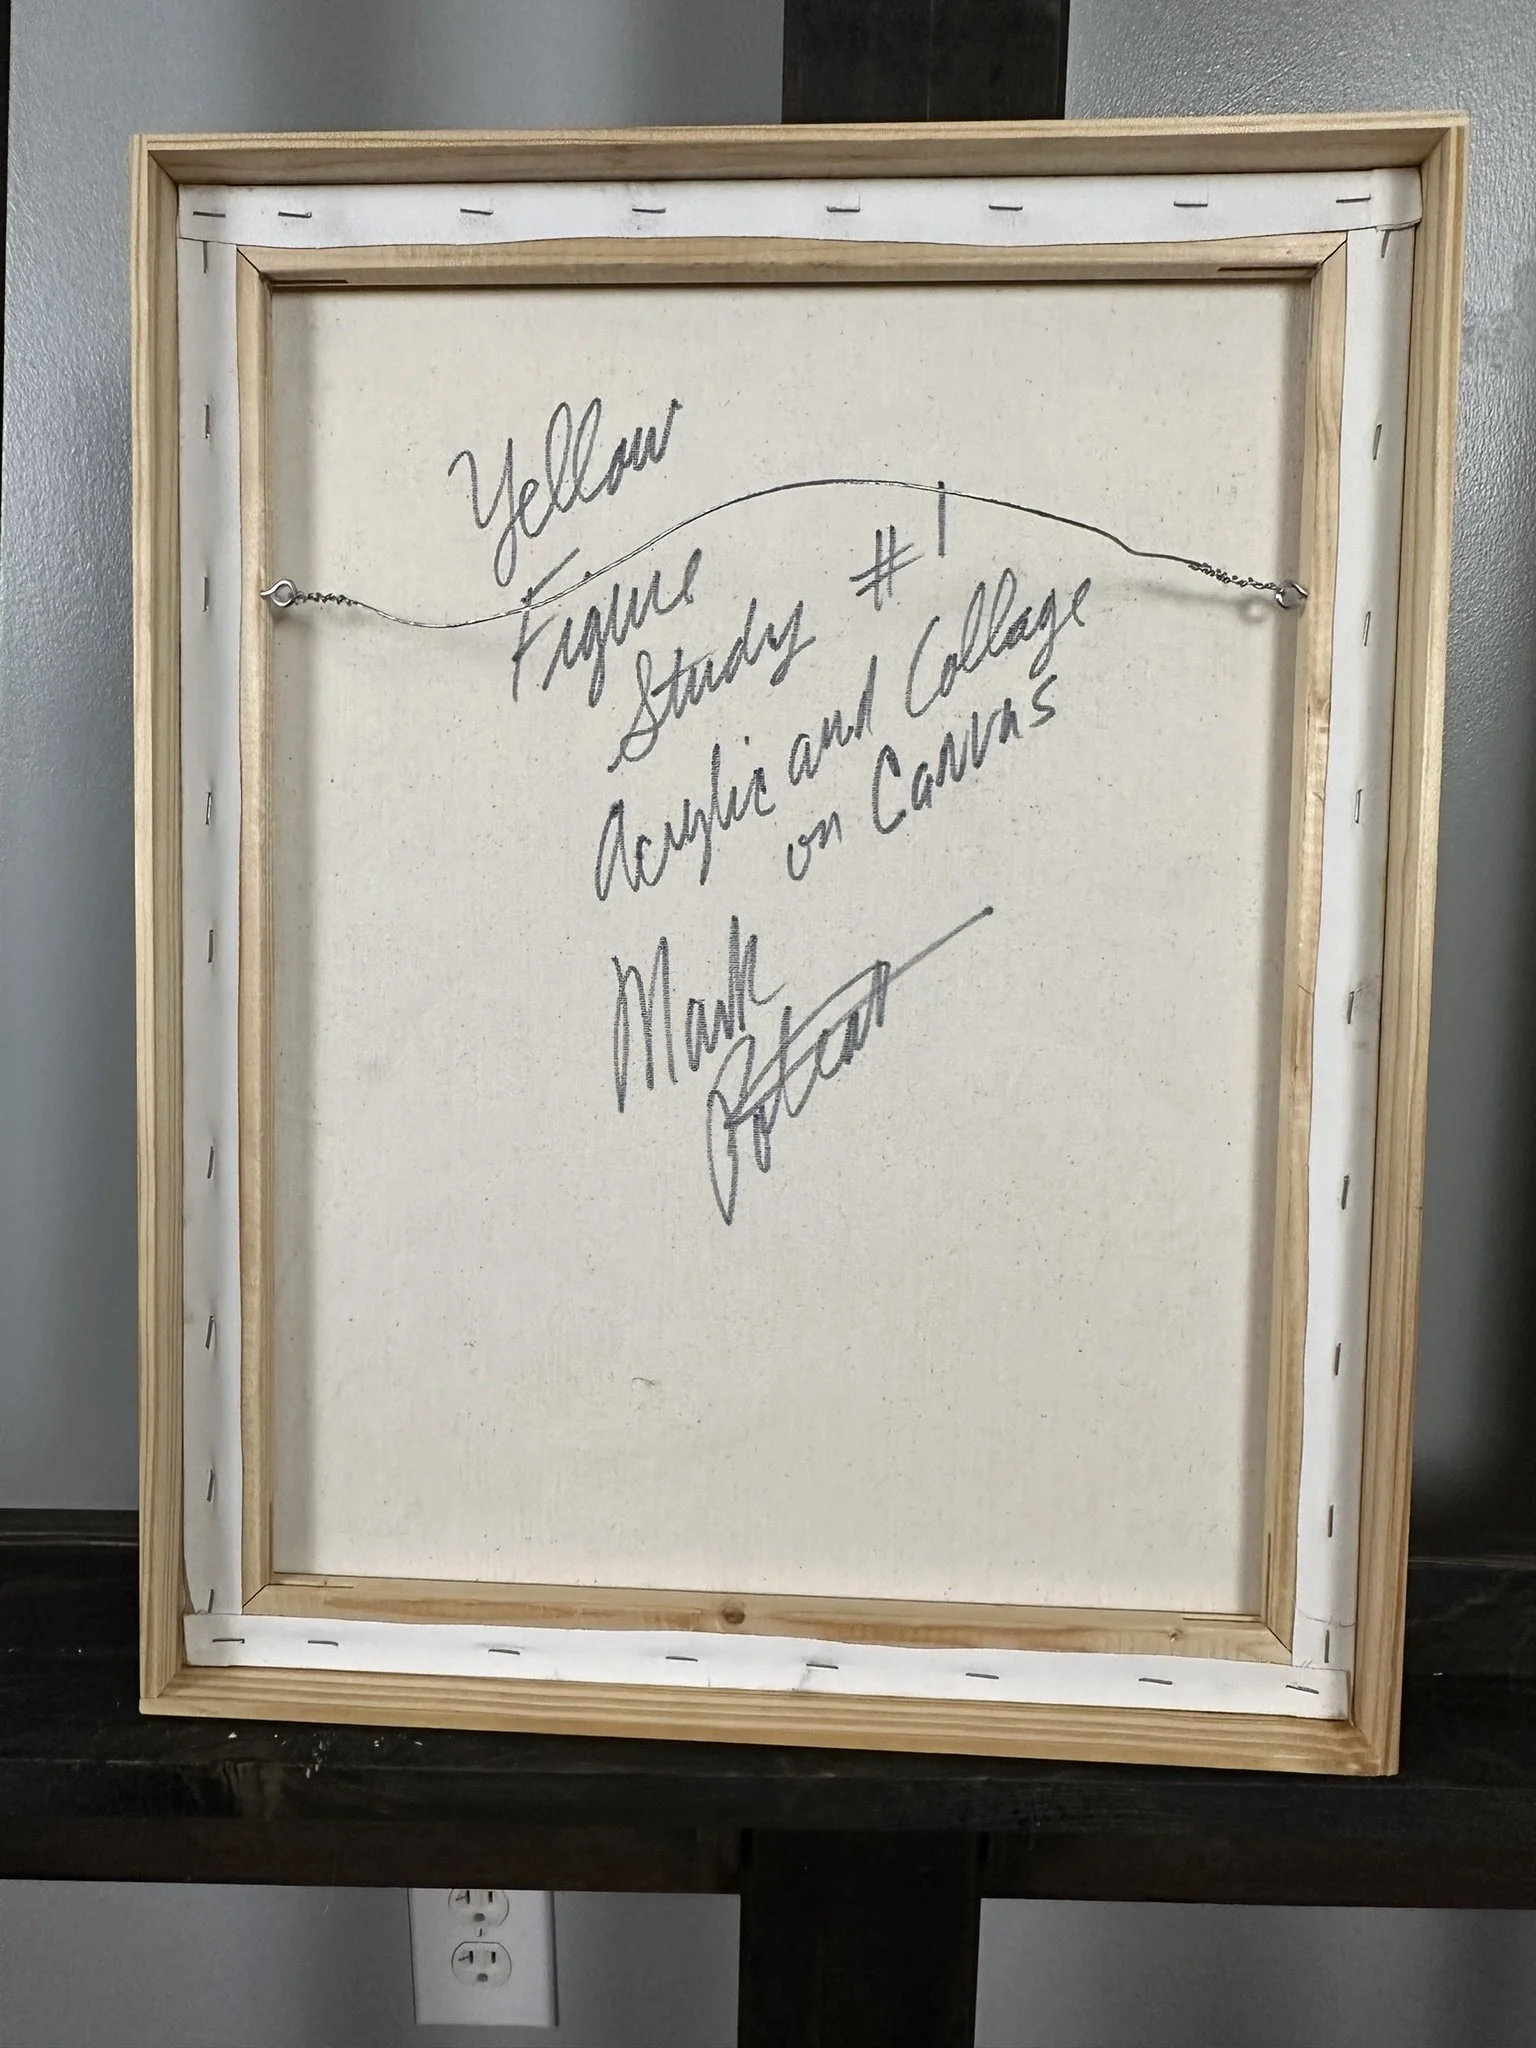 Yellow
Figure
Study #1
Acrylic and Collage
on Canvas
Mark